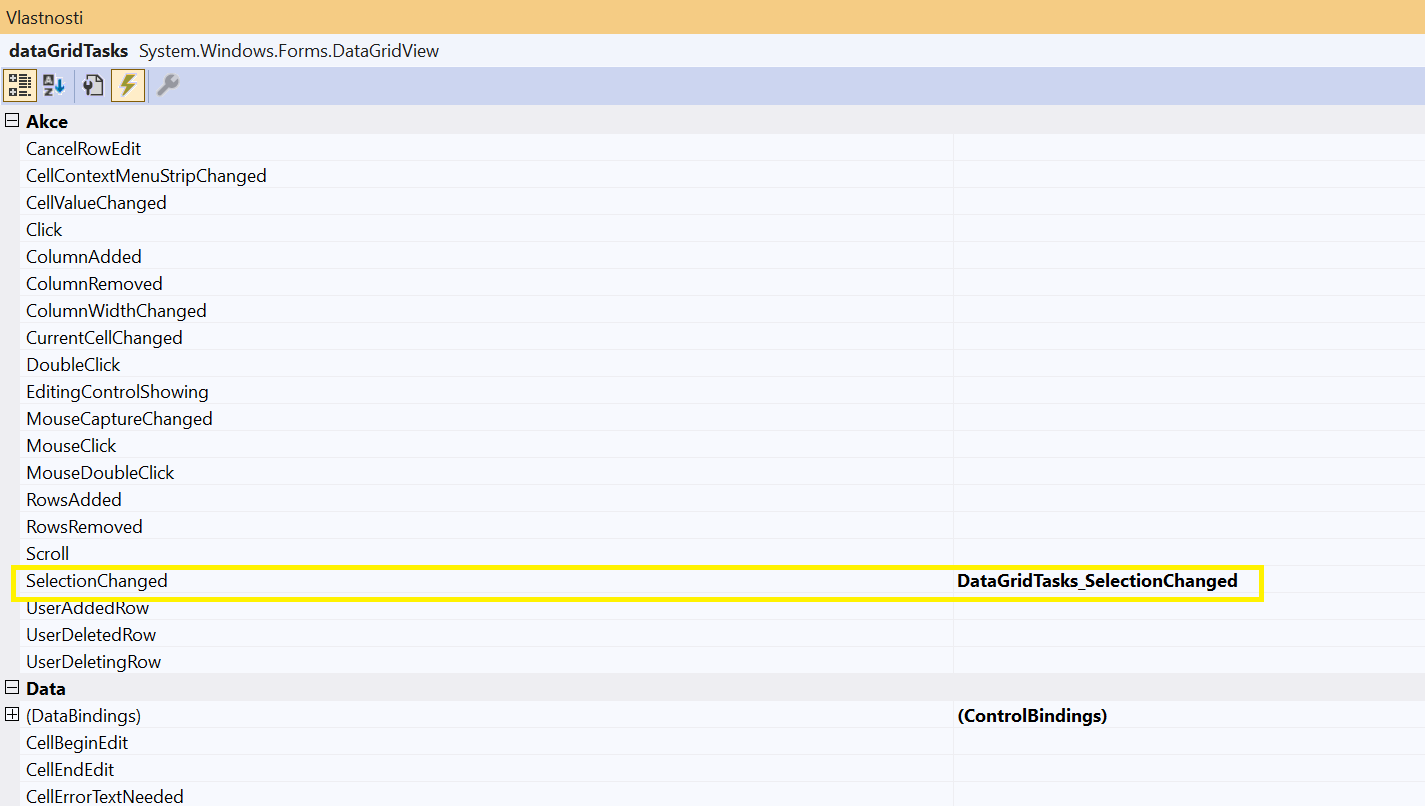 Vlastnosti
dataGridTasks System.Windows.Forms.DataGridView
Akce
CancelRowEdit
CellContextMenuStripChanged
CellValueChanged
Click
ColumnAdded
ColumnRemoved
ColumnWidthChanged
CurrentCellChanged
DoubleClick
EditingControlShowing
MouseCaptureChanged
MouseClick
MouseDoubleClick
RowsAdded
RowsRemoved
Scroll
SelectionChanged DataGridTasks_SelectionChanged
UserAddedRow
UserDeletedRow
UserDeletingRow
Data
(DataBindings) (ControlBindings)
CellBeginEdit
CellEndEdit
CellErrorTextNeeded